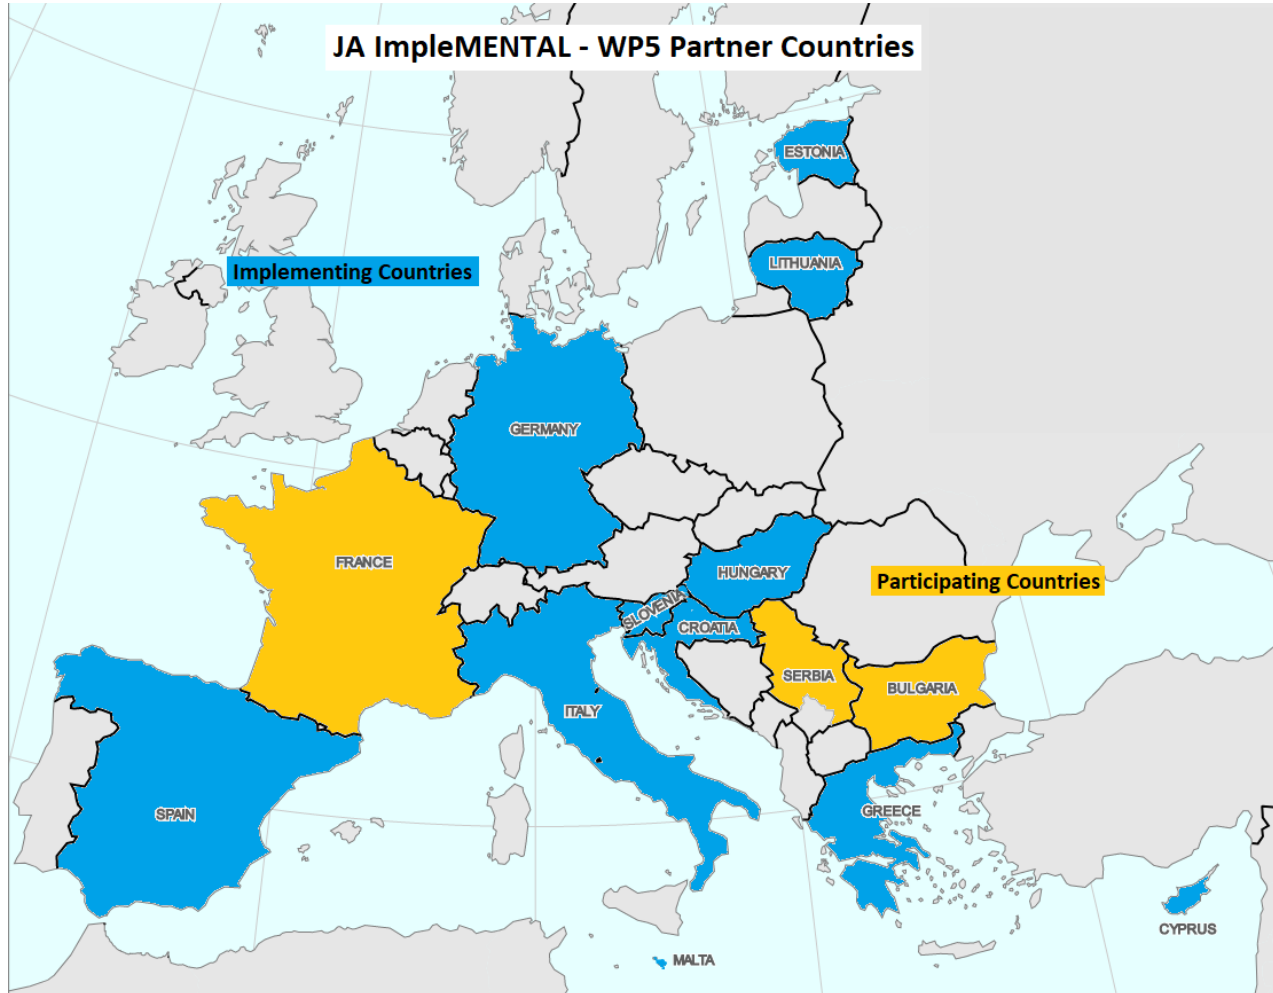 JA ImpleMENTAL - WP5 Partner Countries
ESTONIA
LITHUANIA
Implementing Countries
GERMANY
FRANCE
HUNGARY
Participating Countries
SLOVENIA
CROATIA
SERBIA
BULGARIA
ITALY
SPAIN
GREECE
CYPRUS
MALTA